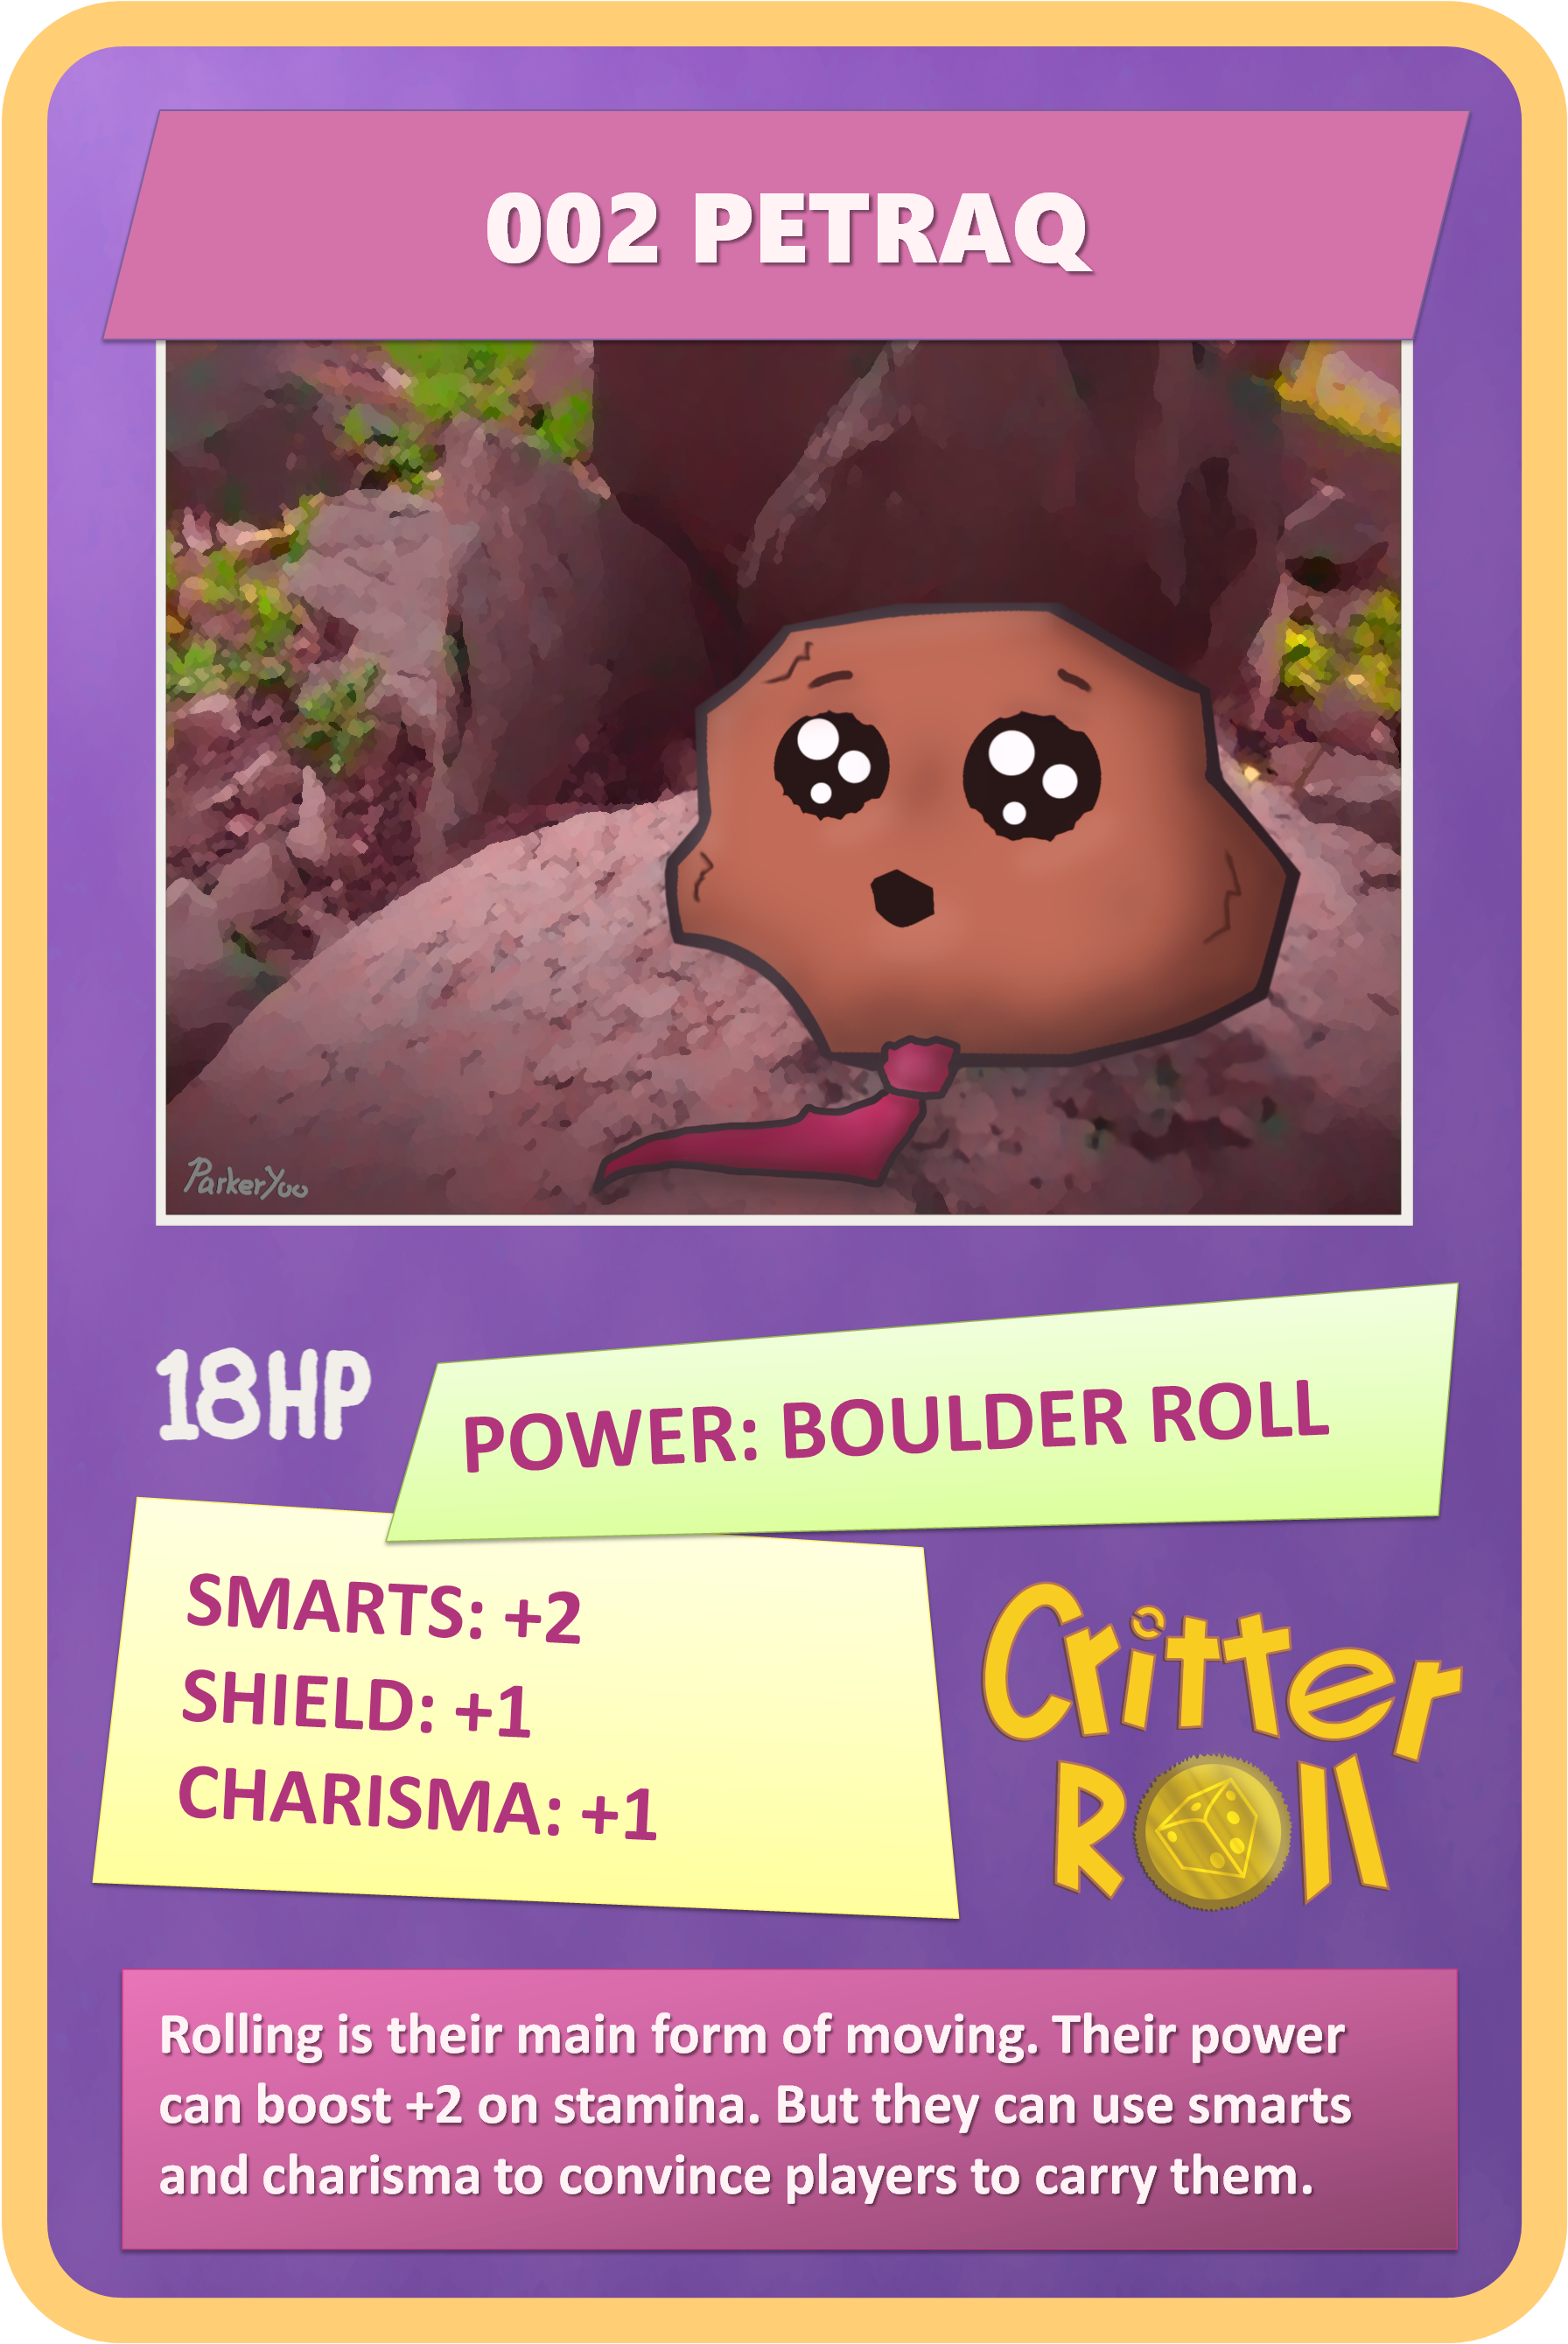 002 PETRAQ
ParkerYoo
18HP
POWER: BOULDER ROLL
SMARTS: +2
SHIELD: +1
CHARISMA: +1
Critter
Roll
Rolling is their main form of moving. Their power
can boost +2 on stamina. But they can use smarts
and charisma to convince players to carry them.